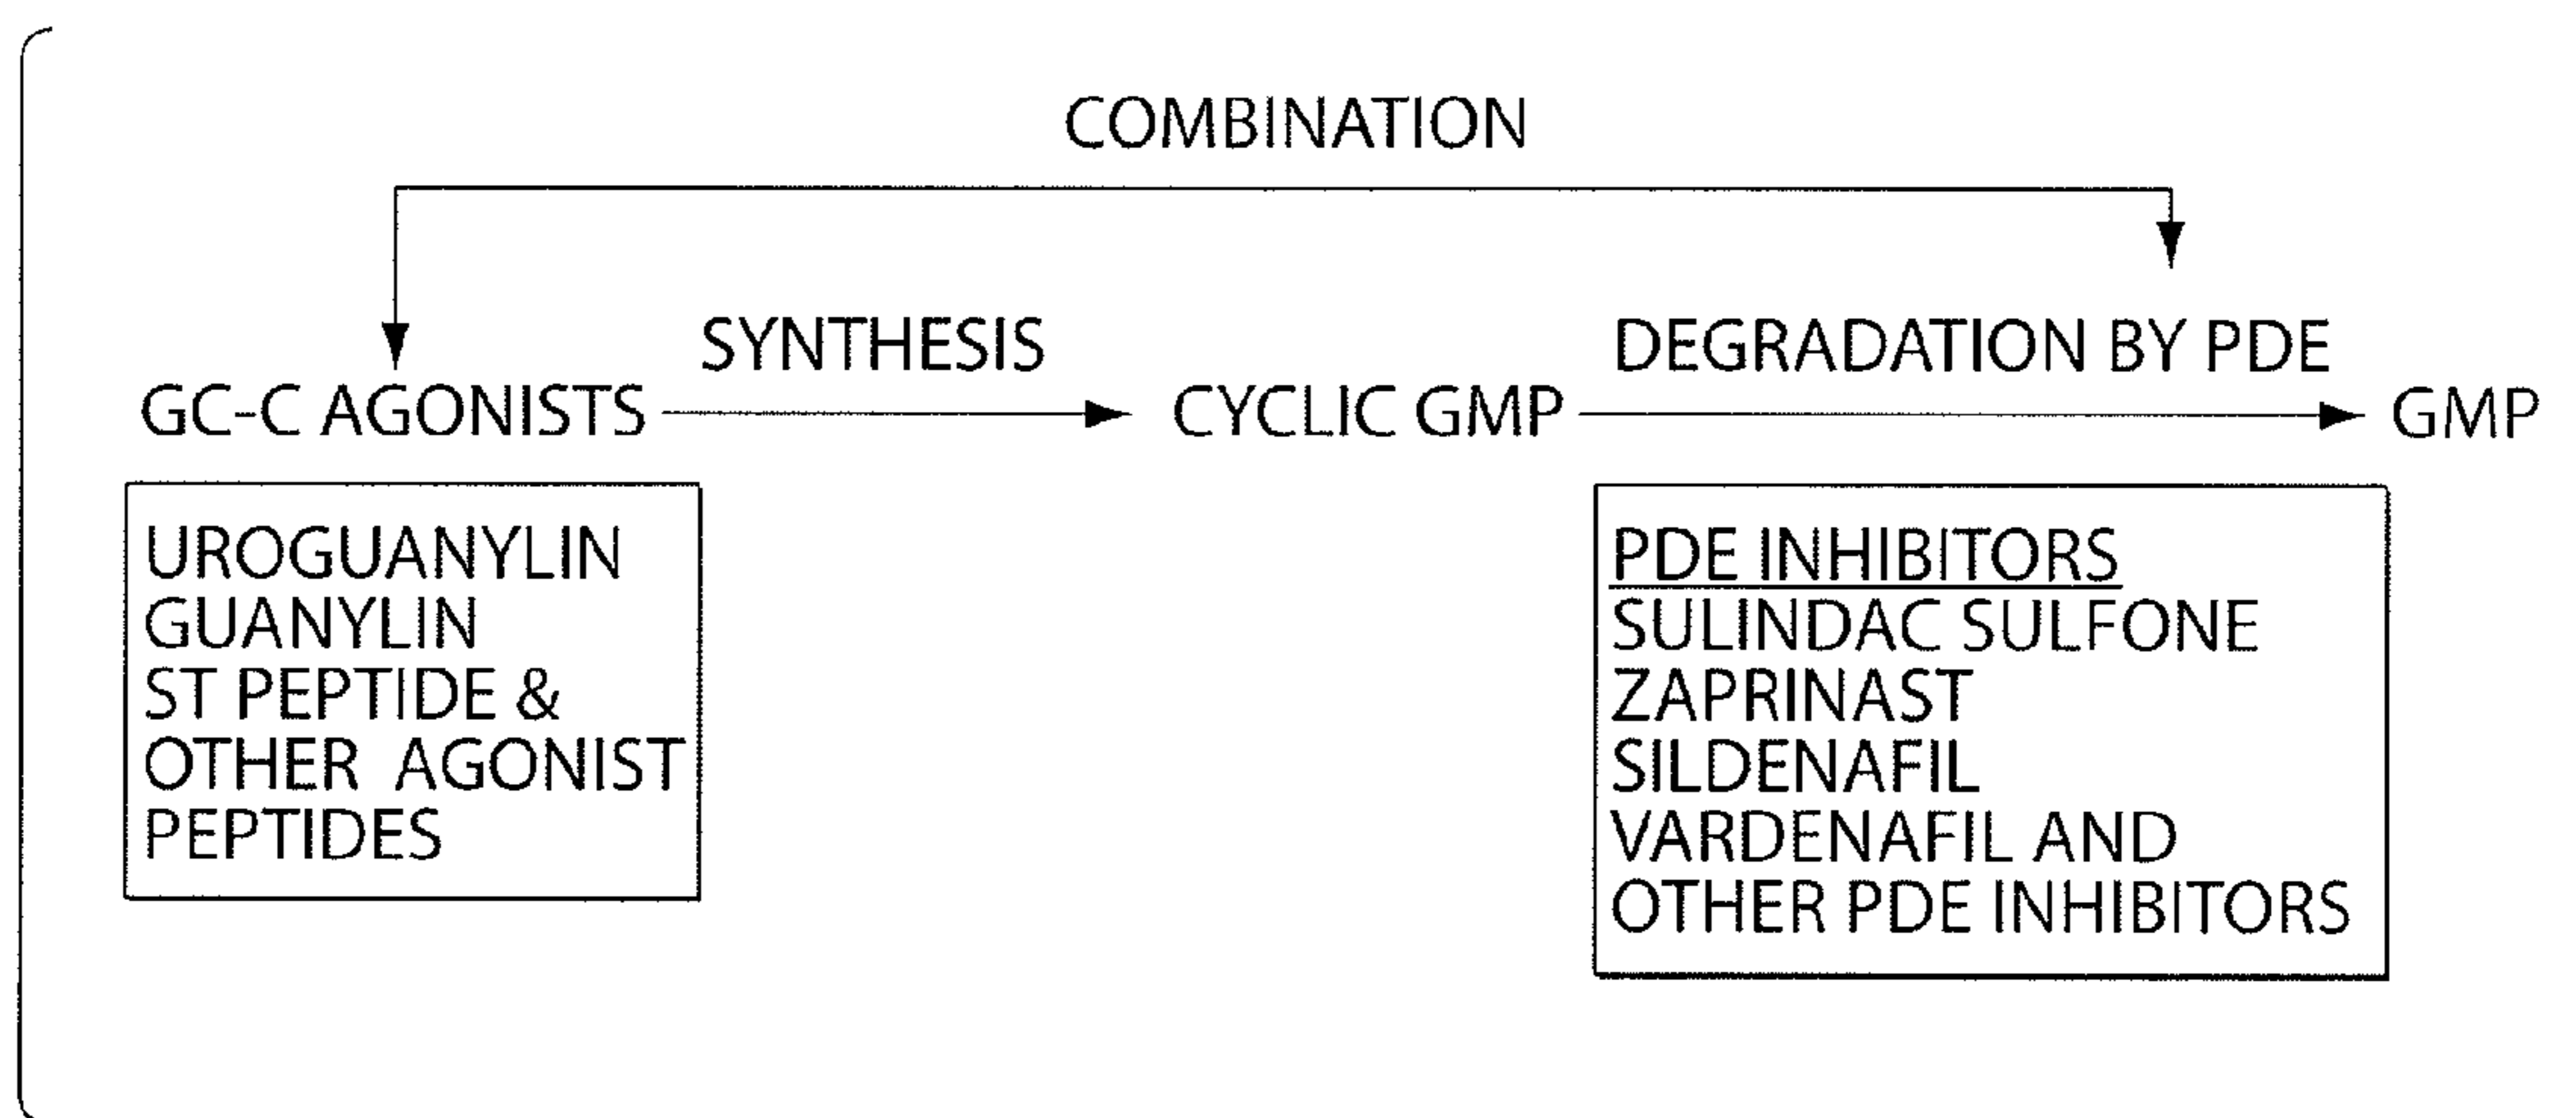 COMBINATION
SYNTHESIS
DEGRADATION BY PDE
GC-C AGONISTS
CYCLIC GMP
GMP
UROGUANYLIN
GUANYLIN
ST PEPTIDE &
OTHER AGONIST
PEPTIDES
PDE INHIBITORS
SULINDAC SULFONE
ZAPRINAST
SILDENAFIL
VARDENAFIL AND
OTHER PDE INHIBITORS